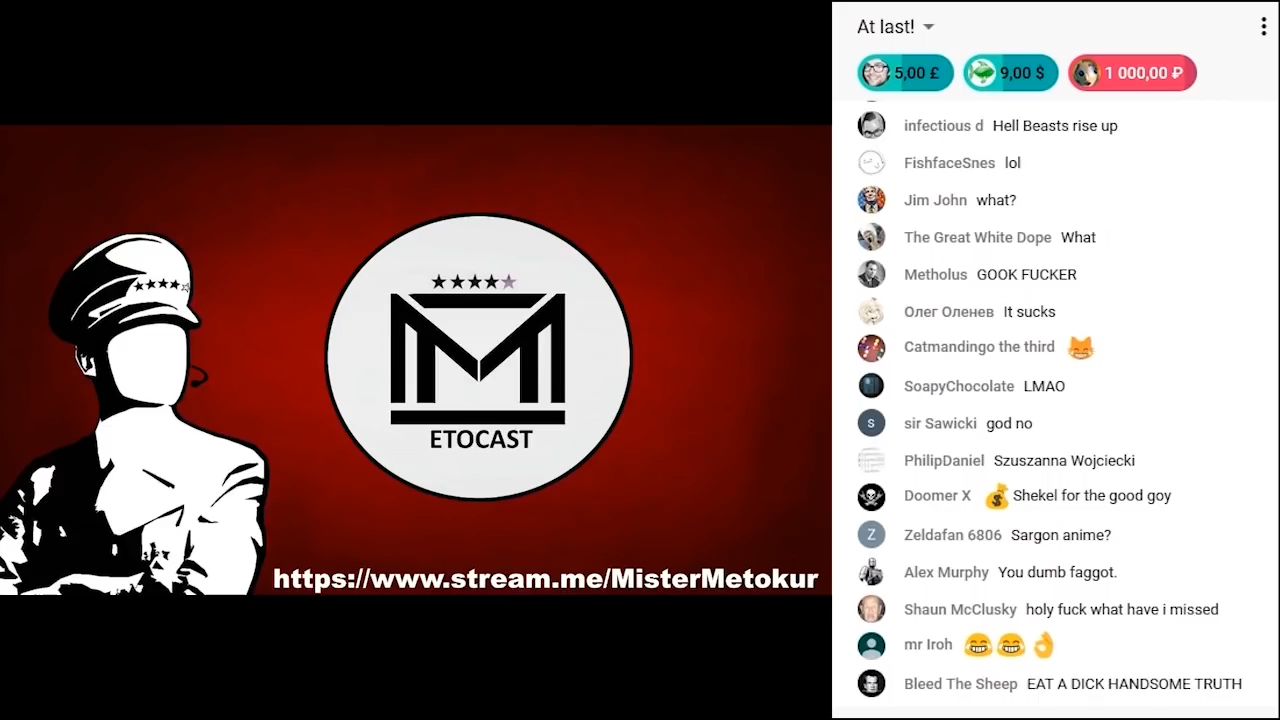 ★★★★★
★★★★☆
M
ETOCAST
https://www.stream.me/MisterMetokur
At last!
5,00 £ 9,00 $ 1 000,00 ₽
infectious d Hell Beasts rise up
FishfaceSnes lol
Jim John what?
The Great White Dope What
Metholus GOOK FUCKER
Олег Оленев It sucks
Catmandingo the third 😹
SoapyChocolate LMAO
S
sir Sawicki god no
PhilipDaniel Szuszanna Wojciecki
Doomer X 💰 Shekel for the good goy
Z
Zeldafan 6806 Sargon anime?
Alex Murphy You dumb faggot.
Shaun McClusky holy fuck what have i missed
mr Iroh 😂 😂 👌
Bleed The Sheep EAT A DICK HANDSOME TRUTH